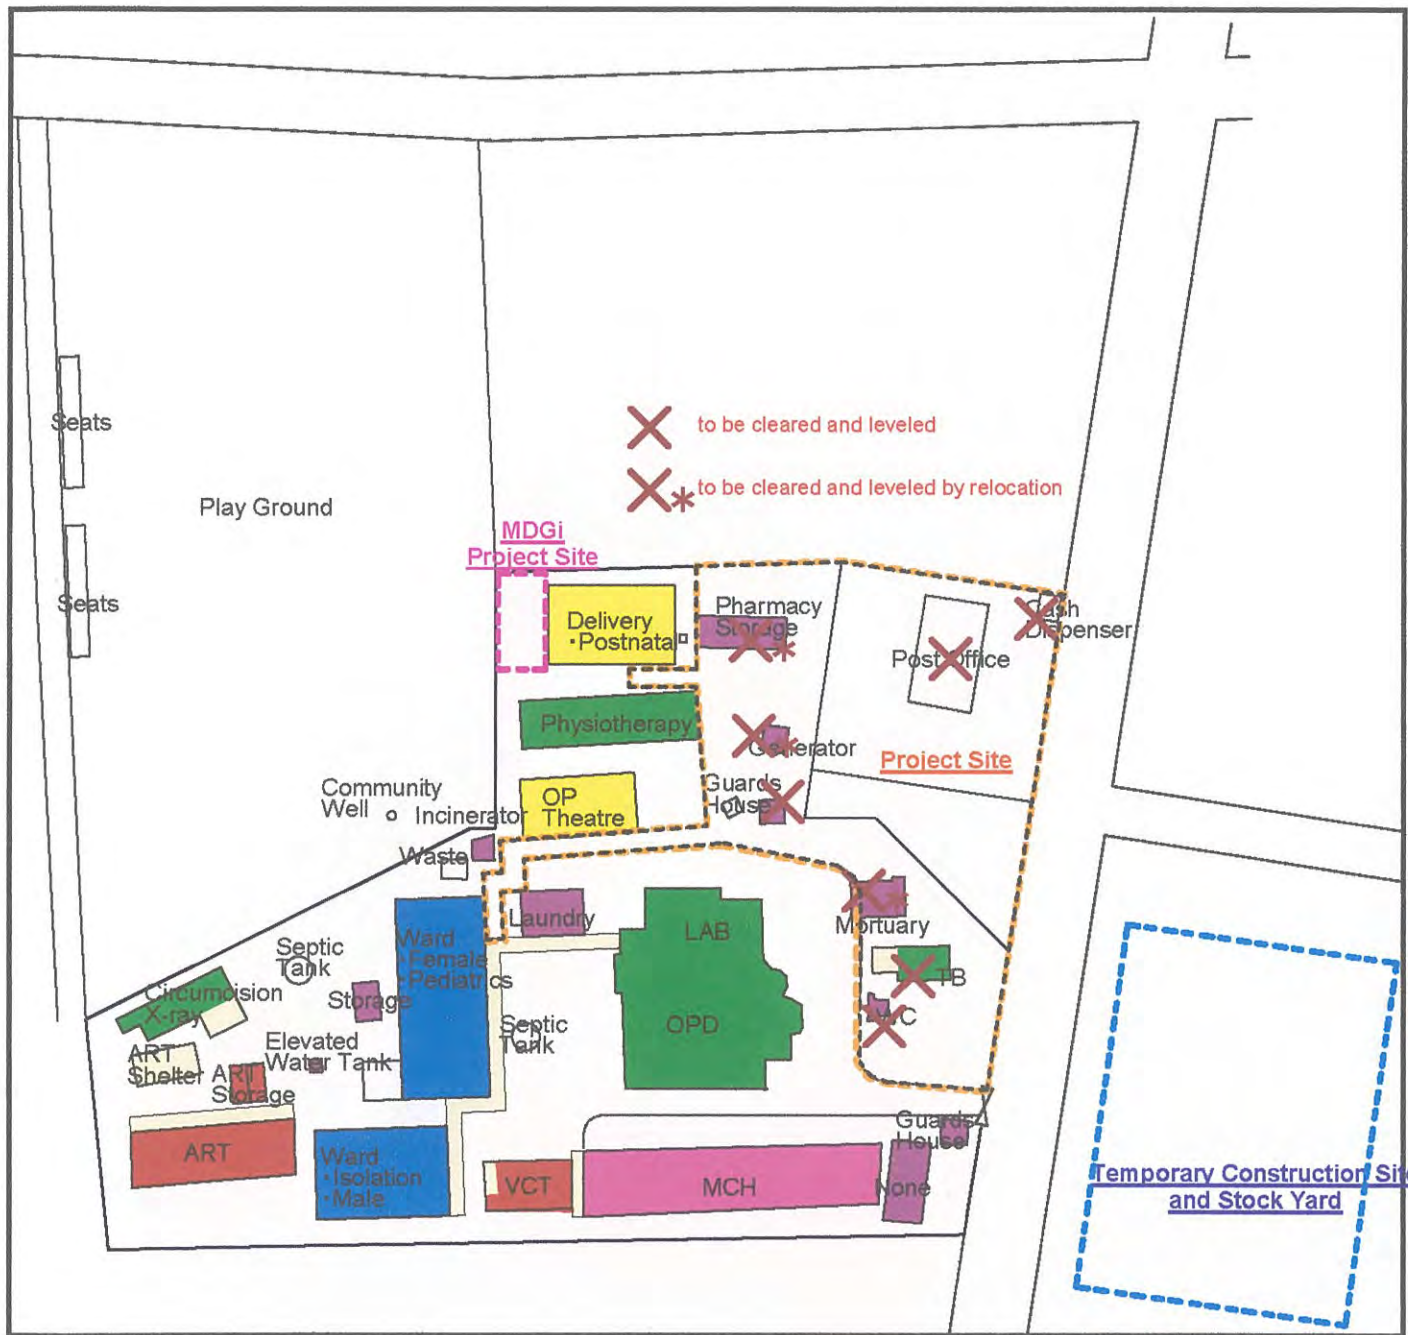 Seats
to be cleared and leveled
to be cleared and leveled by relocation
Play Ground
MDGi
Project Site
Seats
Delivery
・Postnatal
Pharmacy
Storage
Cash
Dispenser
Post Office
Physiotherapy
Generator
Project Site
Community
Well
Incinerator
OP
Theatre
Guards
House
Waste
Laundry
LAB
Mortuary
Ward
・Female
・Pediatrics
Septic
Tank
TB
Circumcision
X-ray
Storage
Septic
Tank
OPD
Elevated
Water Tank
ART
Shelter
ART
Storage
Guards
House
ART
Ward
・Isolation
・Male
VCT
MCH
None
Temporary Construction Site
and Stock Yard